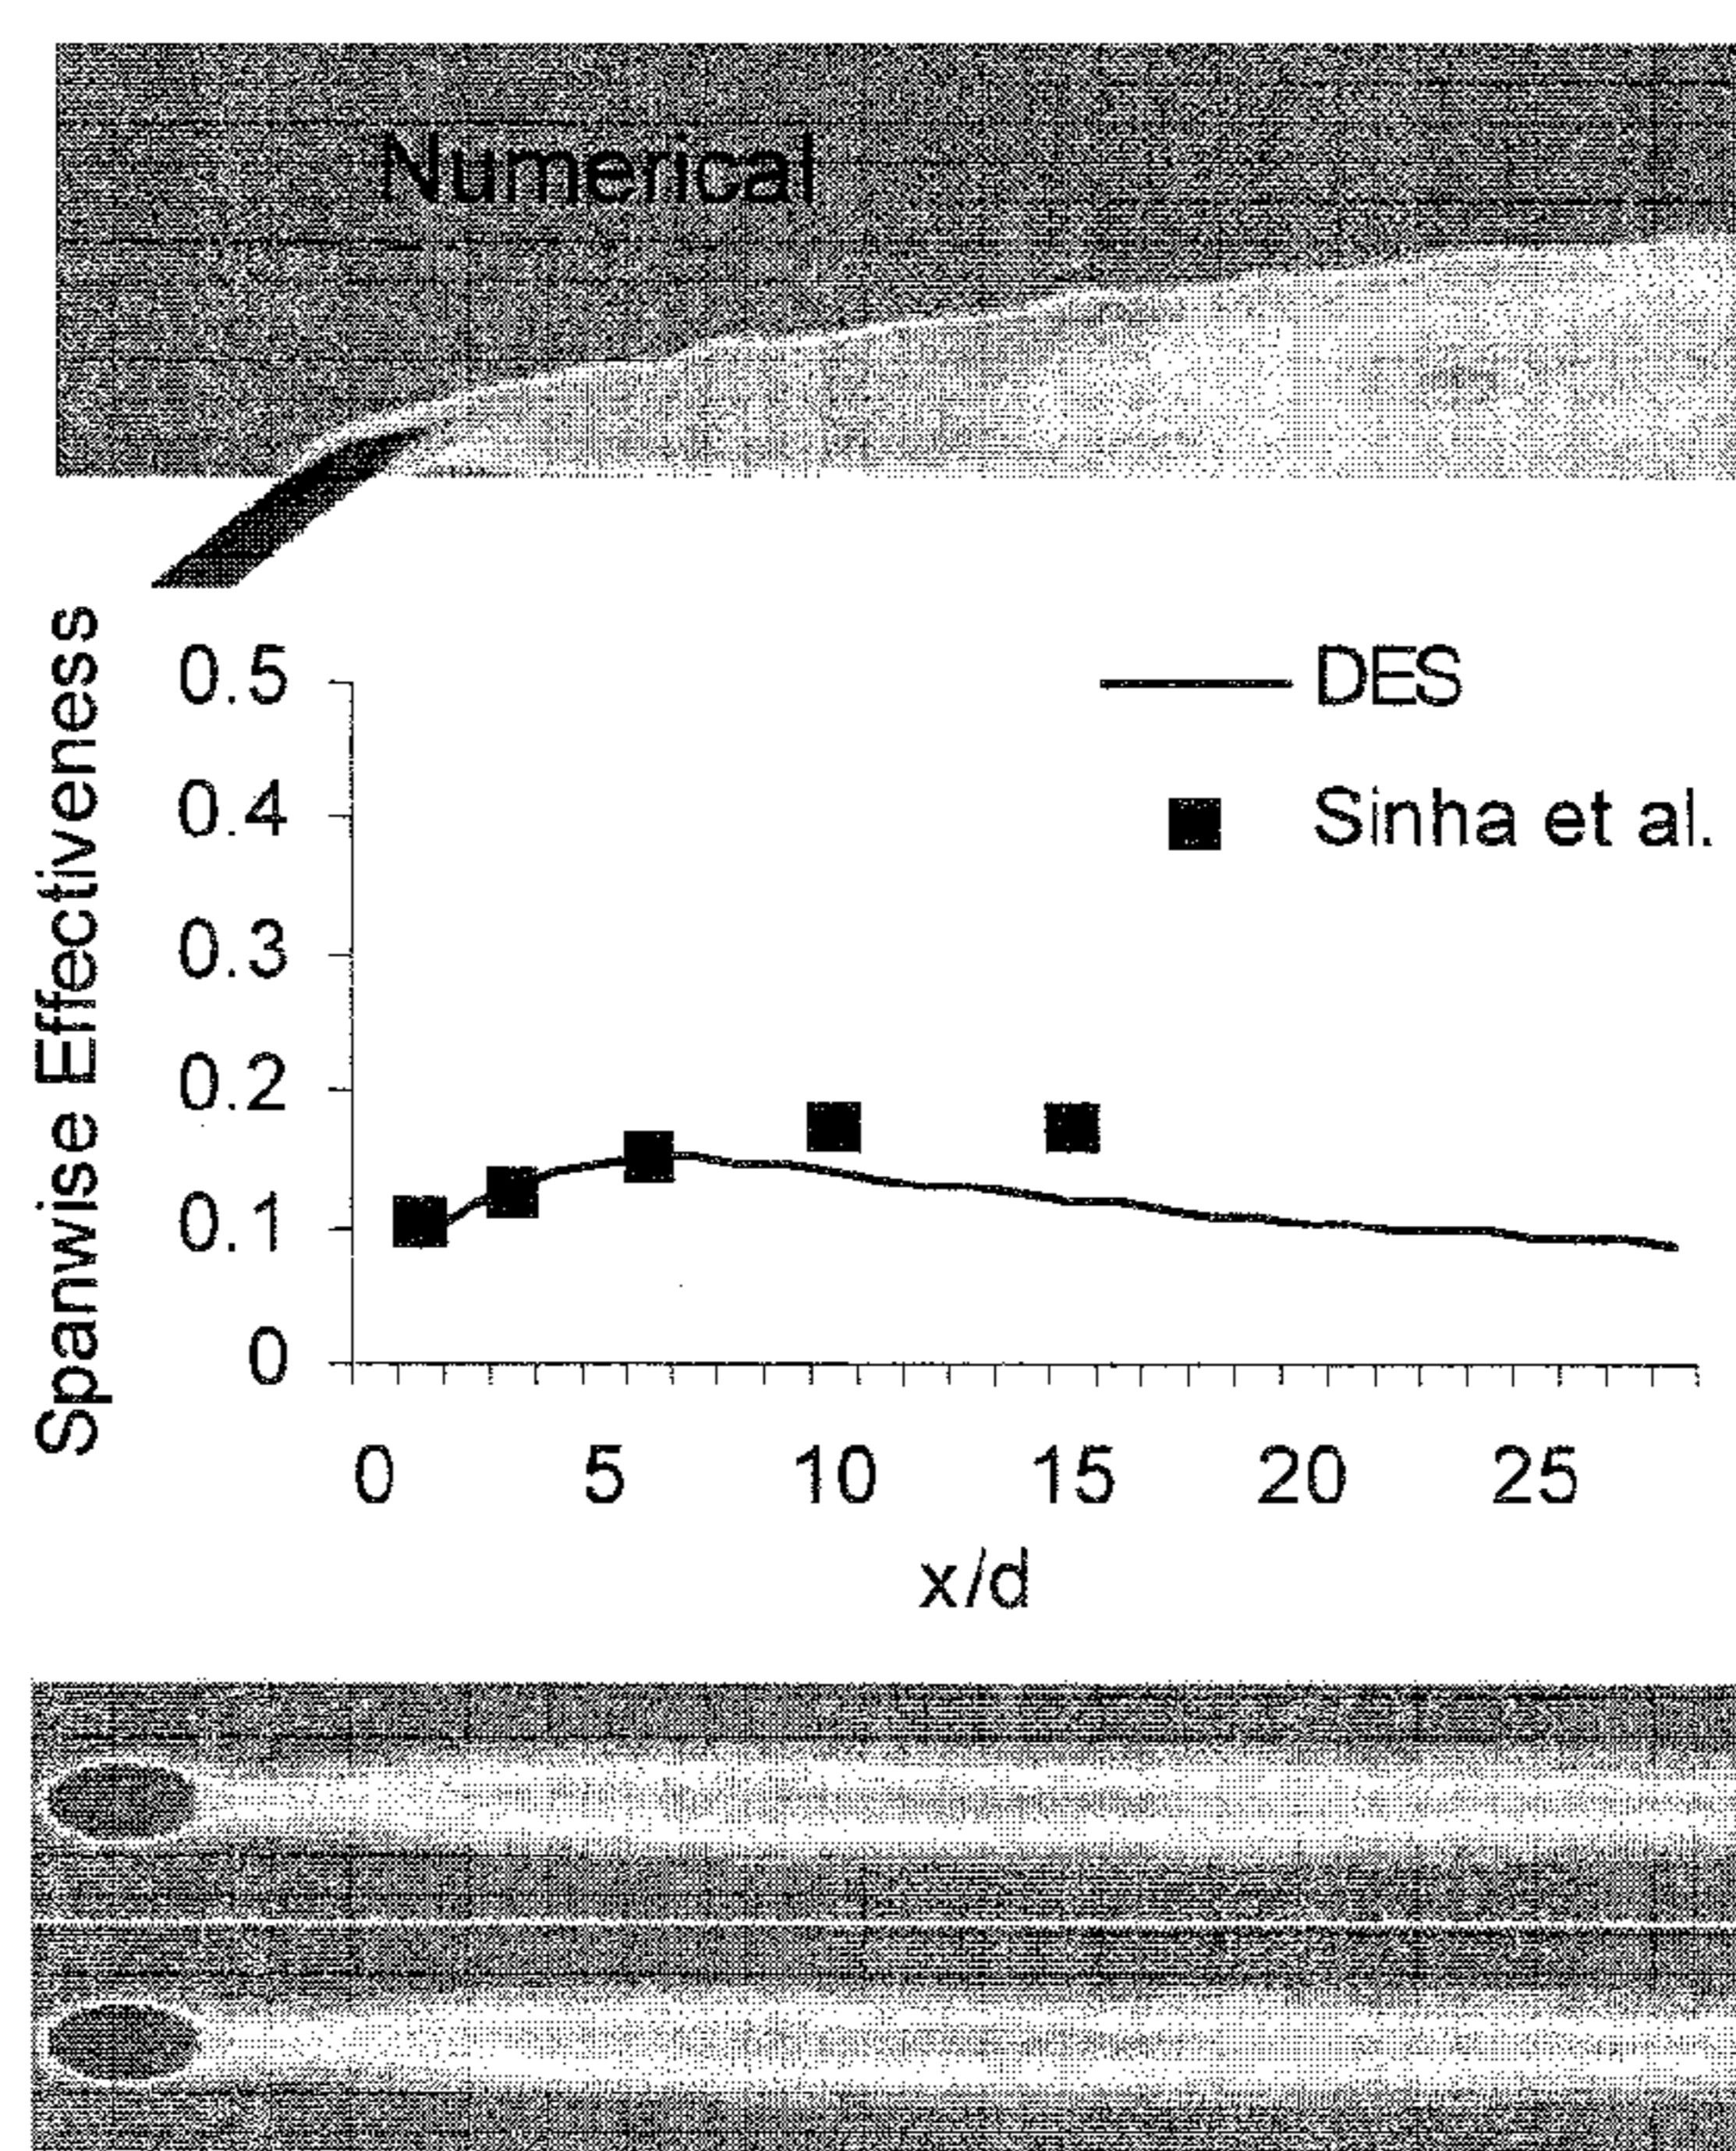 Numerical
Spanwise Effectiveness
0.5
0.4
0.3
0.2
0.1
0
DES
Sinha et al.
0 5 10 15 20 25
x/d